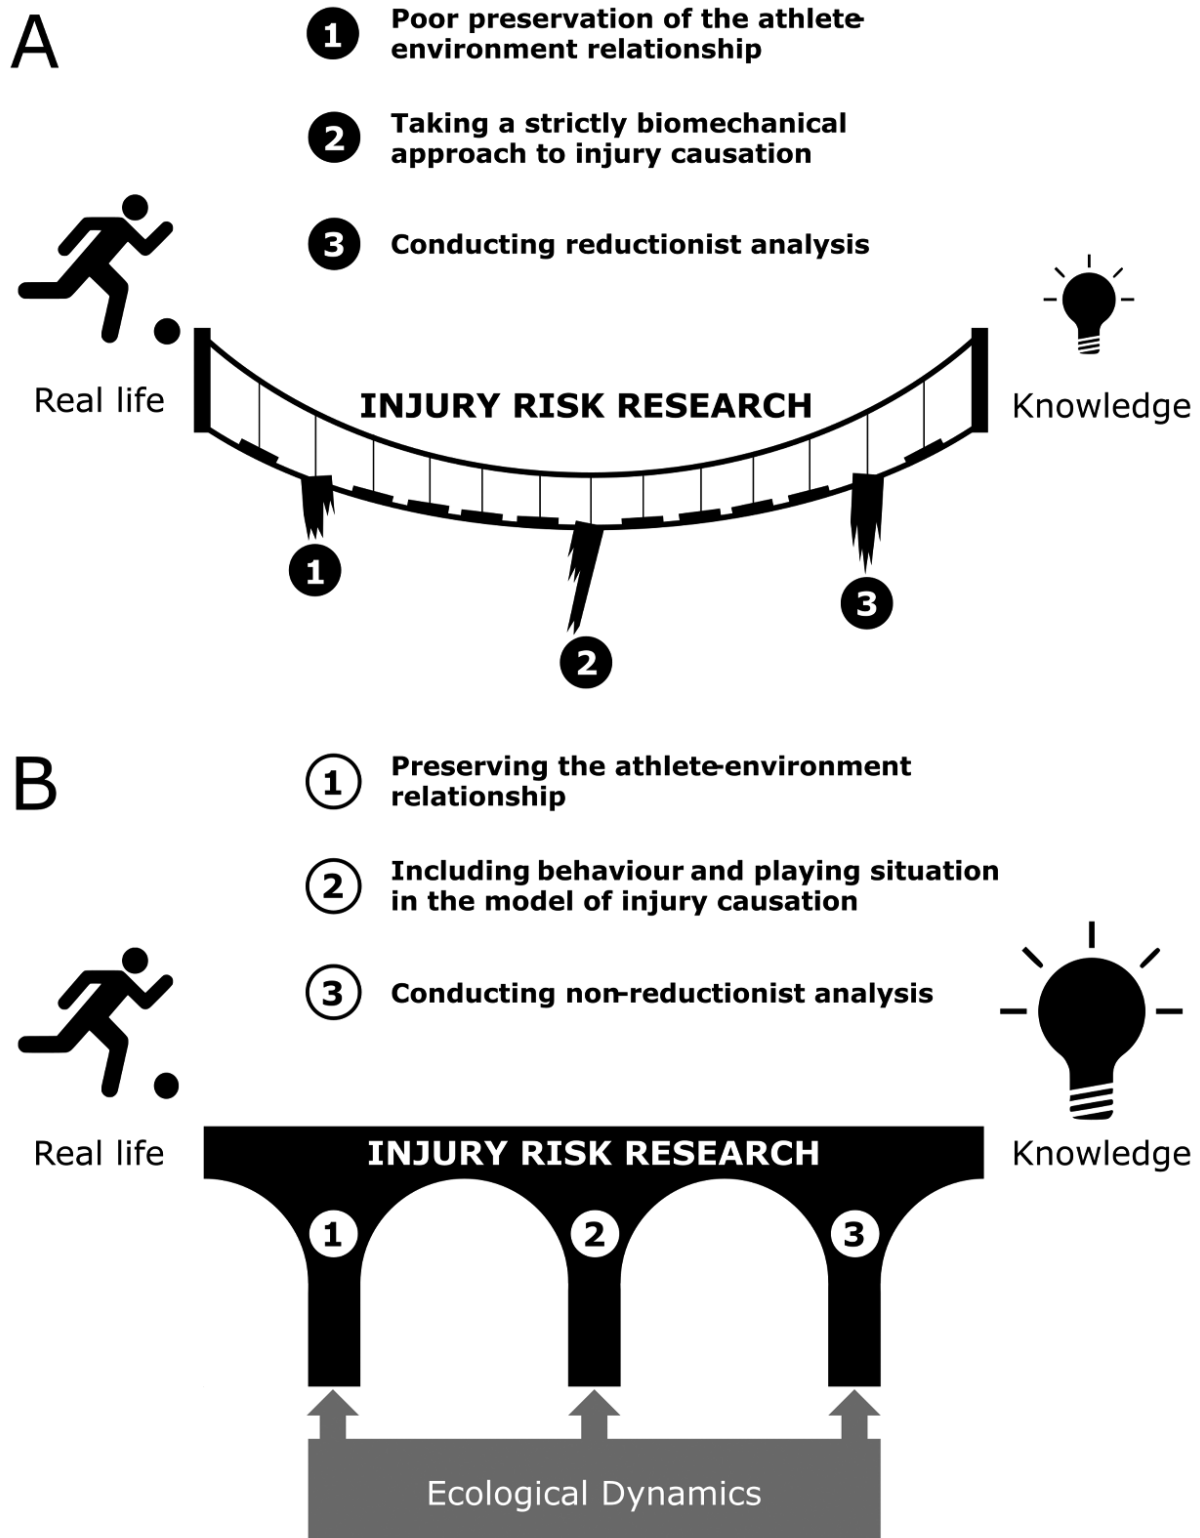 A
1 Poor preservation of the athlete-
environment relationship
2 Taking a strictly biomechanical
approach to injury causation
3 Conducting reductionist analysis
Real life
INJURY RISK RESEARCH
Knowledge
1
2
3
B
1 Preserving the athlete-environment
relationship
2 Including behaviour and playing situation
in the model of injury causation
3 Conducting non-reductionist analysis
Real life
INJURY RISK RESEARCH
Knowledge
1
2
3
Ecological Dynamics